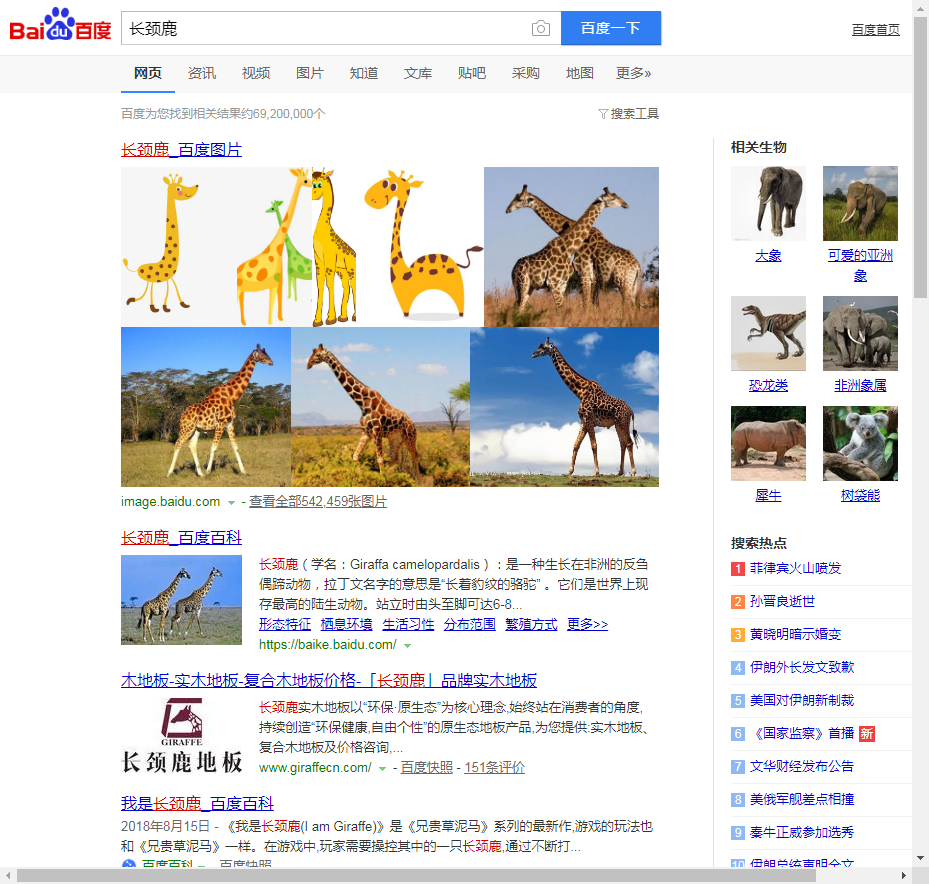 Bai du 百度
长颈鹿
百度一下
百度首页
网页 资讯 视频 图片 知道 文库 贴吧 采购 地图 更多»
百度为您找到相关结果约69,200,000个
搜索工具
长颈鹿_百度图片
image.baidu.com - 查看全部542,459张图片
长颈鹿_百度百科
长颈鹿（学名：Giraffa camelopardalis）：是一种生长在非洲的反刍
偶蹄动物，拉丁文名字的意思是“长着豹纹的骆驼”。它们是世界上现
存最高的陆生动物。站立时由头至脚可达6-8...
形态特征 栖息环境 生活习性 分布范围 繁殖方式 更多>>
https://baike.baidu.com/
木地板-实木地板-复合木地板价格-「长颈鹿」品牌实木地板
GIRAFFE
长颈鹿地板
长颈鹿实木地板以“环保·原生态”为核心理念,始终站在消费者的角度,
持续创造“环保健康,自由个性”的原生态地板产品,为您提供:实木地板、
复合木地板及价格咨询,...
www.giraffecn.com/ - 百度快照 - 151条评价
我是长颈鹿_百度百科
2018年8月15日 - 《我是长颈鹿(I am Giraffe)》是《兄贵草泥马》系列的最新作,游戏的玩法也
和《兄贵草泥马》一样。在游戏中,玩家需要操控其中的一只长颈鹿,通过不断打...
百度百科 - 百度快照
相关生物
大象
可爱的亚洲
象
恐龙类
非洲象属
犀牛
树袋熊
搜索热点
1 菲律宾火山喷发
2 孙晋良逝世
3 黄晓明暗示婚变
4 伊朗外长发文致歉
5 美国对伊朗新制裁
6 《国家监察》首播 新
7 文华财经发布公告
8 美俄军舰差点相撞
9 秦牛正威参加选秀
10 伊朗总统声明全文